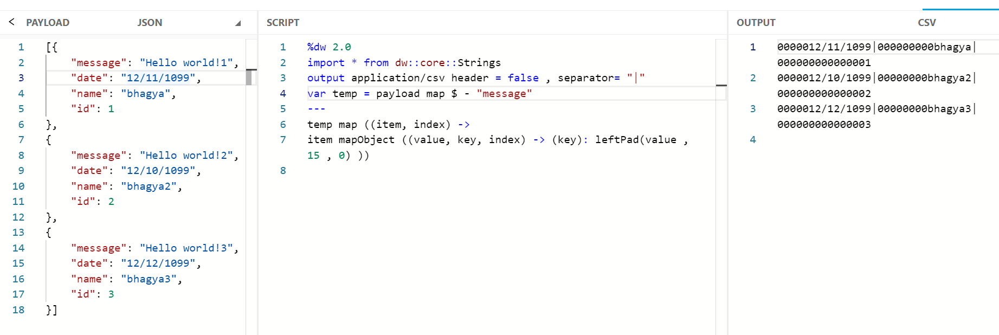 < PAYLOAD JSON
1 [{
2 "message": "Hello world!1",
3 "date": "12/11/1099",
4 "name": "bhagya",
5 "id": 1
6 },
7 {
8 "message": "Hello world!2",
9 "date": "12/10/1099",
10 "name": "bhagya2",
11 "id": 2
12 },
13 {
14 "message": "Hello world!3",
15 "date": "12/12/1099",
16 "name": "bhagya3",
17 "id": 3
18 }]
SCRIPT
1 %dw 2.0
2 import * from dw::core::Strings
3 output application/csv header = false , separator= "|"
4 var temp = payload map $ - "message"
5 ---
6 temp map ((item, index) ->
7 item mapObject ((value, key, index) -> (key): leftPad(value ,
15 , 0) ))
8
OUTPUT CSV
1 0000012/11/1099|000000000bhagya|
000000000000001
2 0000012/10/1099|00000000bhagya2|
000000000000002
3 0000012/12/1099|00000000bhagya3|
000000000000003
4